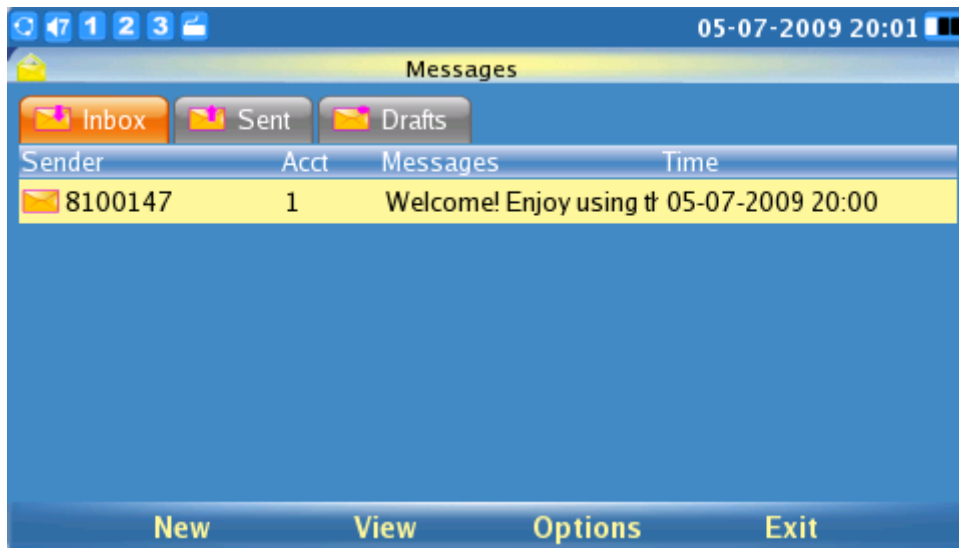 7 1 2 3 05-07-2009 20:01
Messages
Inbox Sent Drafts
Sender Acct Messages Time
8100147 1 Welcome! Enjoy using th 05-07-2009 20:00
New View Options Exit